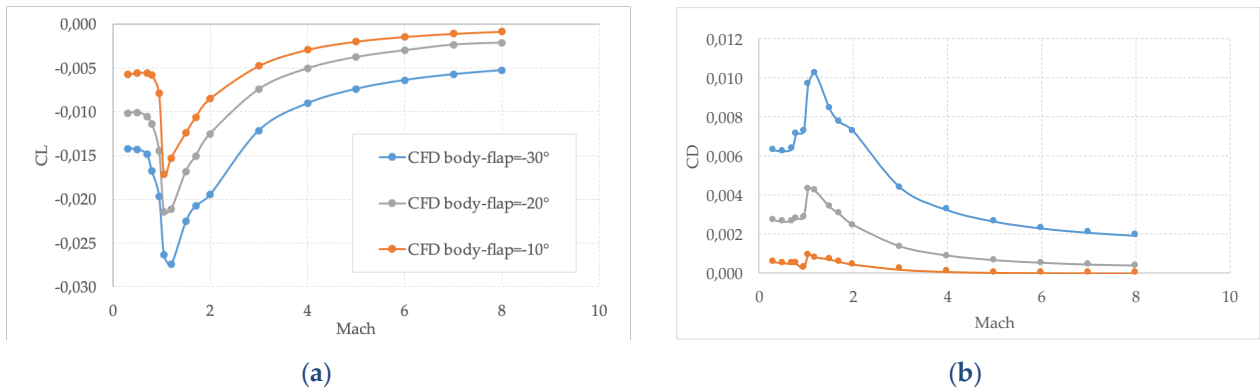 0,000
-0,005
-0,010
-0,015
-0,020
-0,025
-0,030
CL
0 2 4 6 8 10
Mach
CFD body-flap=-30°
CFD body-flap=-20°
CFD body-flap=-10°
(a)
0,012
0,010
0,008
0,006
0,004
0,002
0,000
CD
0 2 4 6 8 10
Mach
(b)